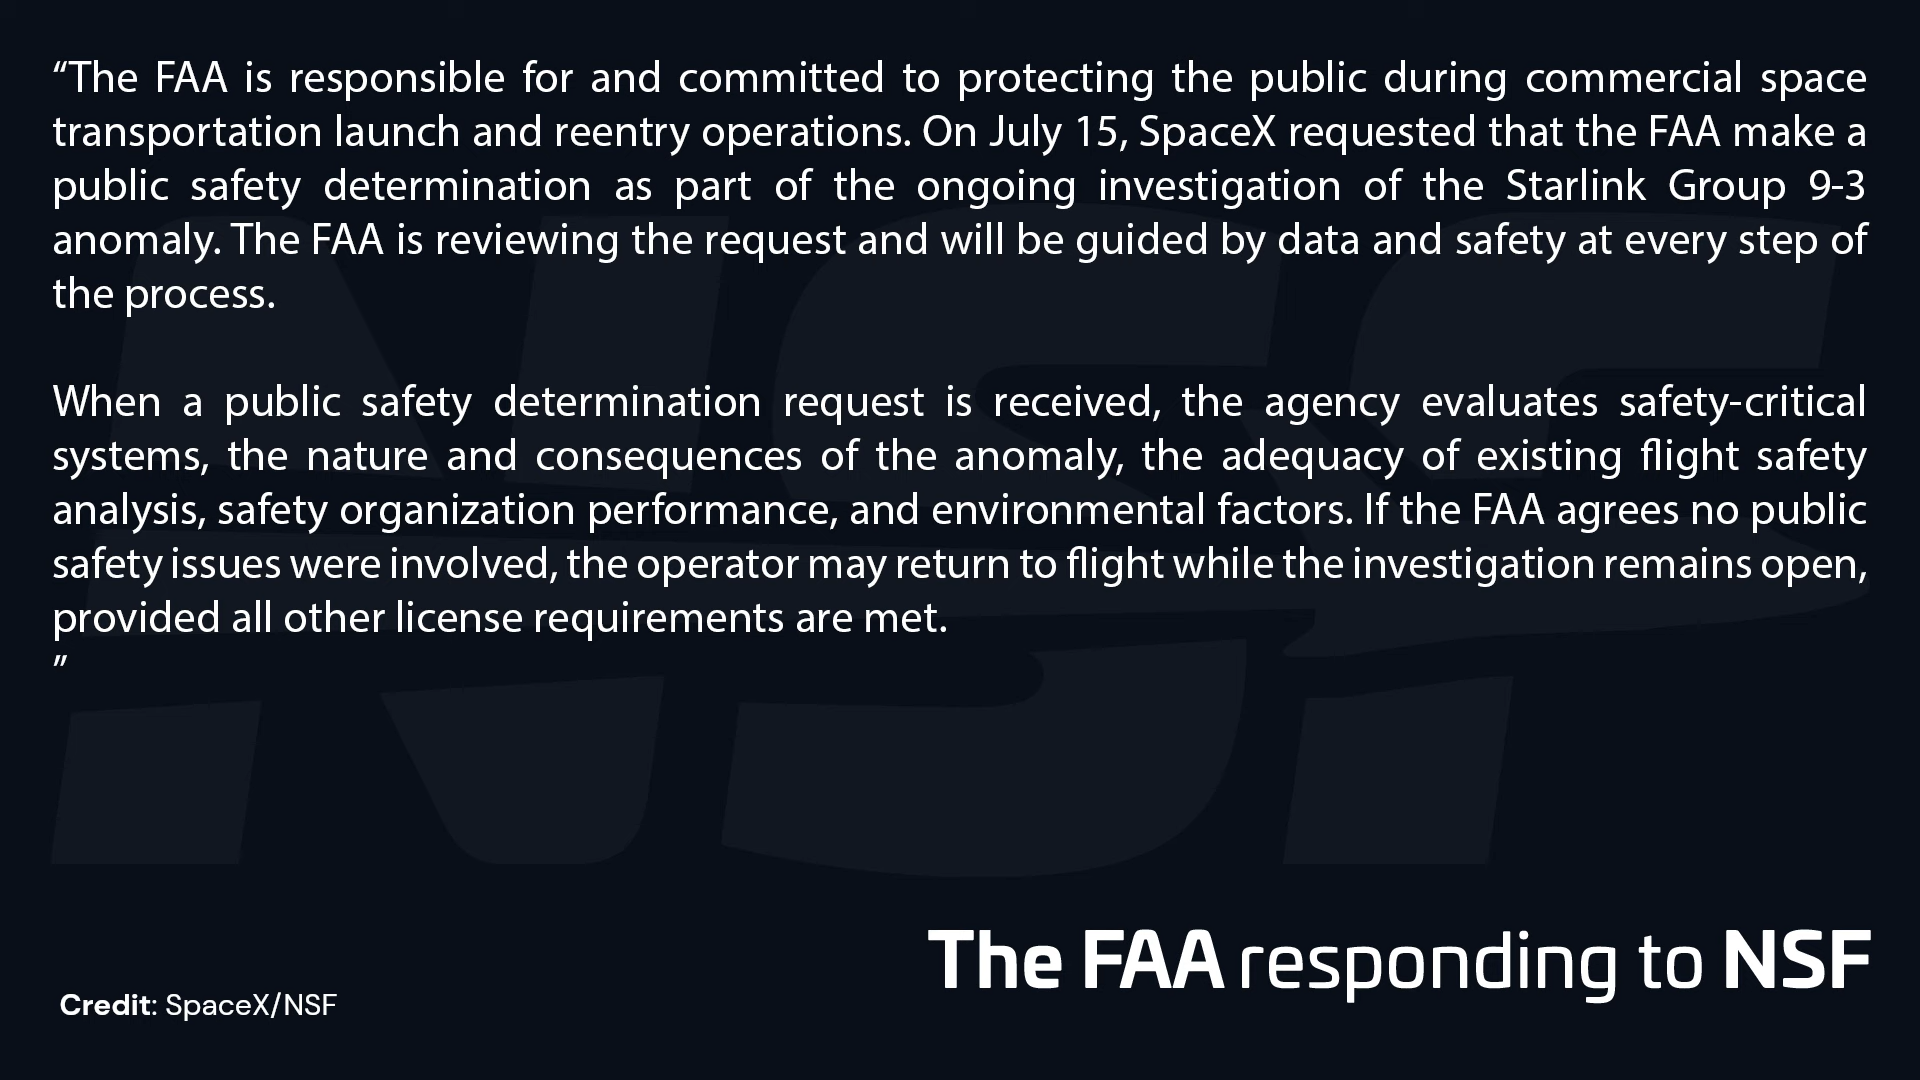 “The FAA is responsible for and committed to protecting the public during commercial space
transportation launch and reentry operations. On July 15, SpaceX requested that the FAA make a
public safety determination as part of the ongoing investigation of the Starlink Group 9-3
anomaly. The FAA is reviewing the request and will be guided by data and safety at every step of
the process.
When a public safety determination request is received, the agency evaluates safety-critical
systems, the nature and consequences of the anomaly, the adequacy of existing flight safety
analysis, safety organization performance, and environmental factors. If the FAA agrees no public
safety issues were involved, the operator may return to flight while the investigation remains open,
provided all other license requirements are met.
”
The FAA responding to NSF
Credit: SpaceX/NSF
NSF